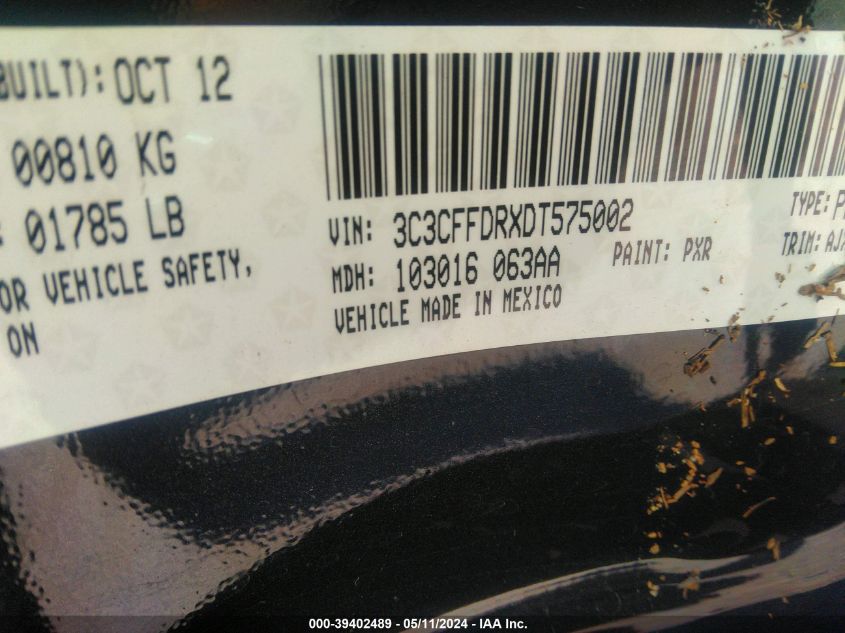 BUILT): OCT 12
00810 KG
01785 LB
OR VEHICLE SAFETY,
ON
VIN: 3C3CFFDRXDT575002
TYPE:
MDH: 103016 063AA
PAINT: PXR
TRIM:
VEHICLE MADE IN MEXICO
000-39402489 - 05/11/2024 - IAA Inc.